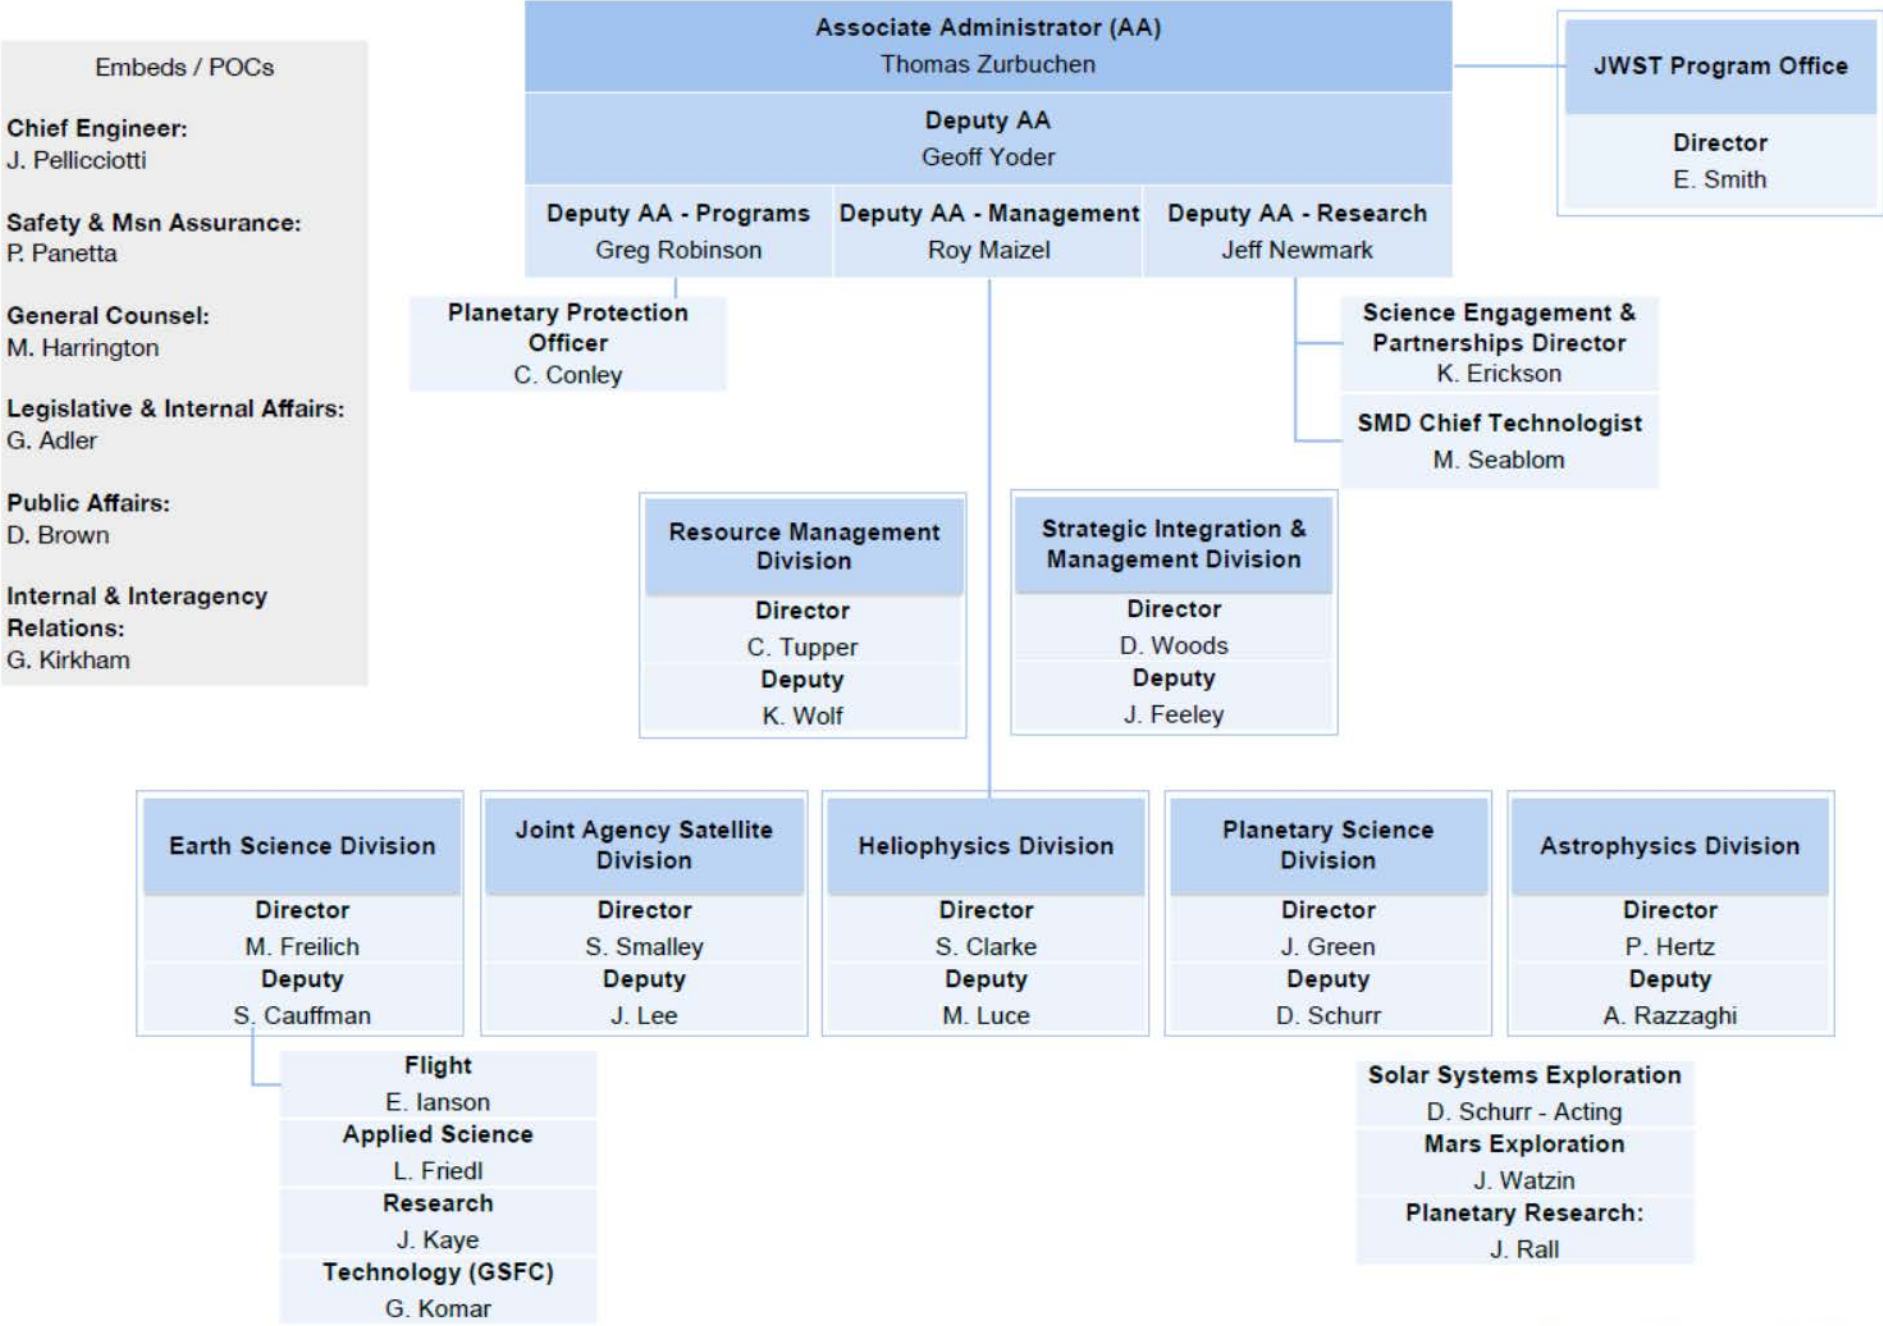 Embeds / POCs
Chief Engineer:
J. Pellicciotti
Safety & Msn Assurance:
P. Panetta
General Counsel:
M. Harrington
Legislative & Internal Affairs:
G. Adler
Public Affairs:
D. Brown
Internal & Interagency
Relations:
G. Kirkham
Associate Administrator (AA)
Thomas Zurbuchen
Deputy AA
Geoff Yoder
Deputy AA - Programs
Greg Robinson
Deputy AA - Management
Roy Maizel
Deputy AA - Research
Jeff Newmark
JWST Program Office
Director
E. Smith
Planetary Protection
Officer
C. Conley
Science Engagement &
Partnerships Director
K. Erickson
SMD Chief Technologist
M. Seablom
Resource Management
Division
Director
C. Tupper
Deputy
K. Wolf
Strategic Integration &
Management Division
Director
D. Woods
Deputy
J. Feeley
Earth Science Division
Director
M. Freilich
Deputy
S. Cauffman
Flight
E. Ianson
Applied Science
L. Friedl
Research
J. Kaye
Technology (GSFC)
G. Komar
Joint Agency Satellite
Division
Director
S. Smalley
Deputy
J. Lee
Heliophysics Division
Director
S. Clarke
Deputy
M. Luce
Planetary Science
Division
Director
J. Green
Deputy
D. Schurr
Astrophysics Division
Director
P. Hertz
Deputy
A. Razzaghi
Solar Systems Exploration
D. Schurr - Acting
Mars Exploration
J. Watzin
Planetary Research:
J. Rall